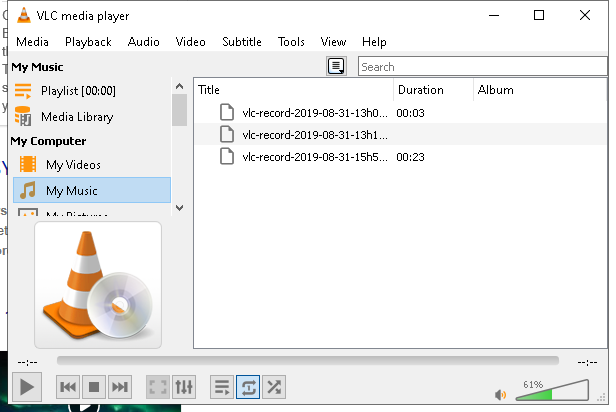 VLC media player
Media Playback Audio Video Subtitle Tools View Help
My Music
Search
Playlist [00:00]
Media Library
My Computer
My Videos
My Music
My Pictures
Title Duration Album
vlc-record-2019-08-31-13h0... 00:03
vlc-record-2019-08-31-13h1...
vlc-record-2019-08-31-15h5... 00:23
--:-- --:--
61%